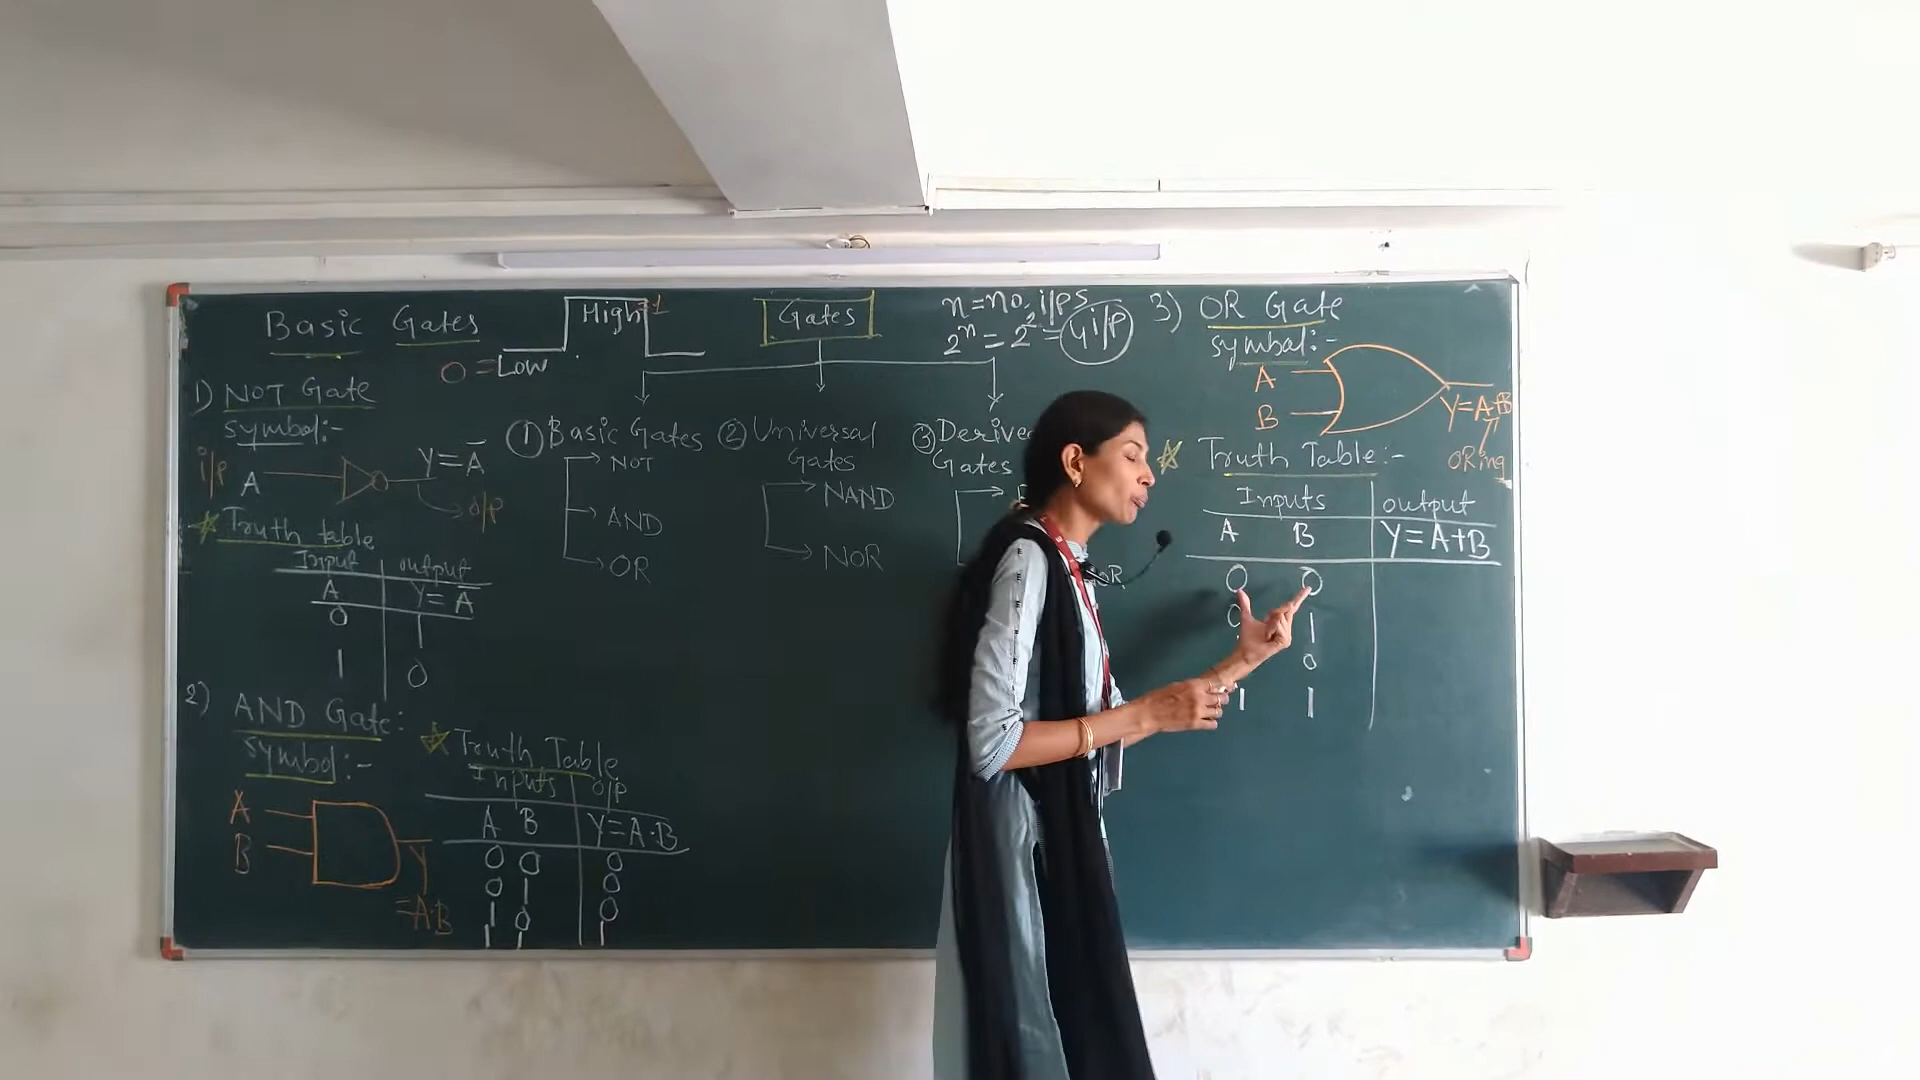 Basic Gates
High=1
0=Low
1) NOT Gate
symbol:-
i/p
A
Y=A̅
o/p
Truth table
Input output
A Y=A̅
0 1
1 0
2) AND Gate:
symbol:-
A
B
Y
=A.B
Truth Table
Inputs o/p
A B Y=A.B
0 0 0
0 1 0
1 0 0
1 1 1
Gates
① Basic Gates
NOT
AND
OR
② Universal
Gates
NAND
NOR
③
Gates
n=no. i/ps
2ⁿ=2²=4 i/p
3) OR Gate
symbol:-
A
B
Y=A+B
ORing
Truth Table:-
Inputs output
A B Y=A+B
0 0
0 1
0
1 1